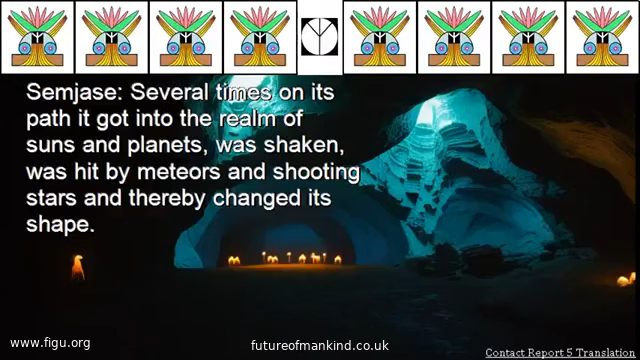 Semjase: Several times on its
path it got into the realm of
suns and planets, was shaken,
was hit by meteors and shooting
stars and thereby changed its
shape.
www.figu.org
futureofmankind.co.uk
Contact Report 5 Translation